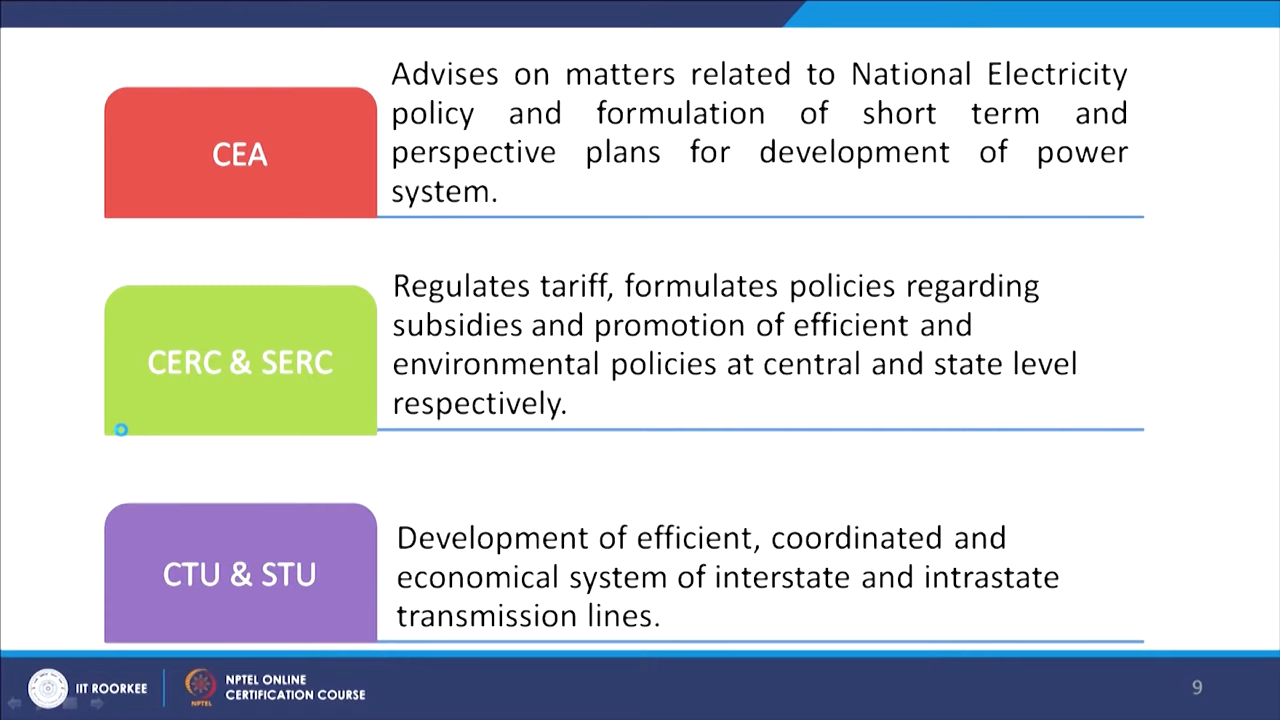 CEA
Advises on matters related to National Electricity
policy and formulation of short term and
perspective plans for development of power
system.
CERC & SERC
Regulates tariff, formulates policies regarding
subsidies and promotion of efficient and
environmental policies at central and state level
respectively.
CTU & STU
Development of efficient, coordinated and
economical system of interstate and intrastate
transmission lines.
IIT ROORKEE
NPTEL
NPTEL ONLINE
CERTIFICATION COURSE
9